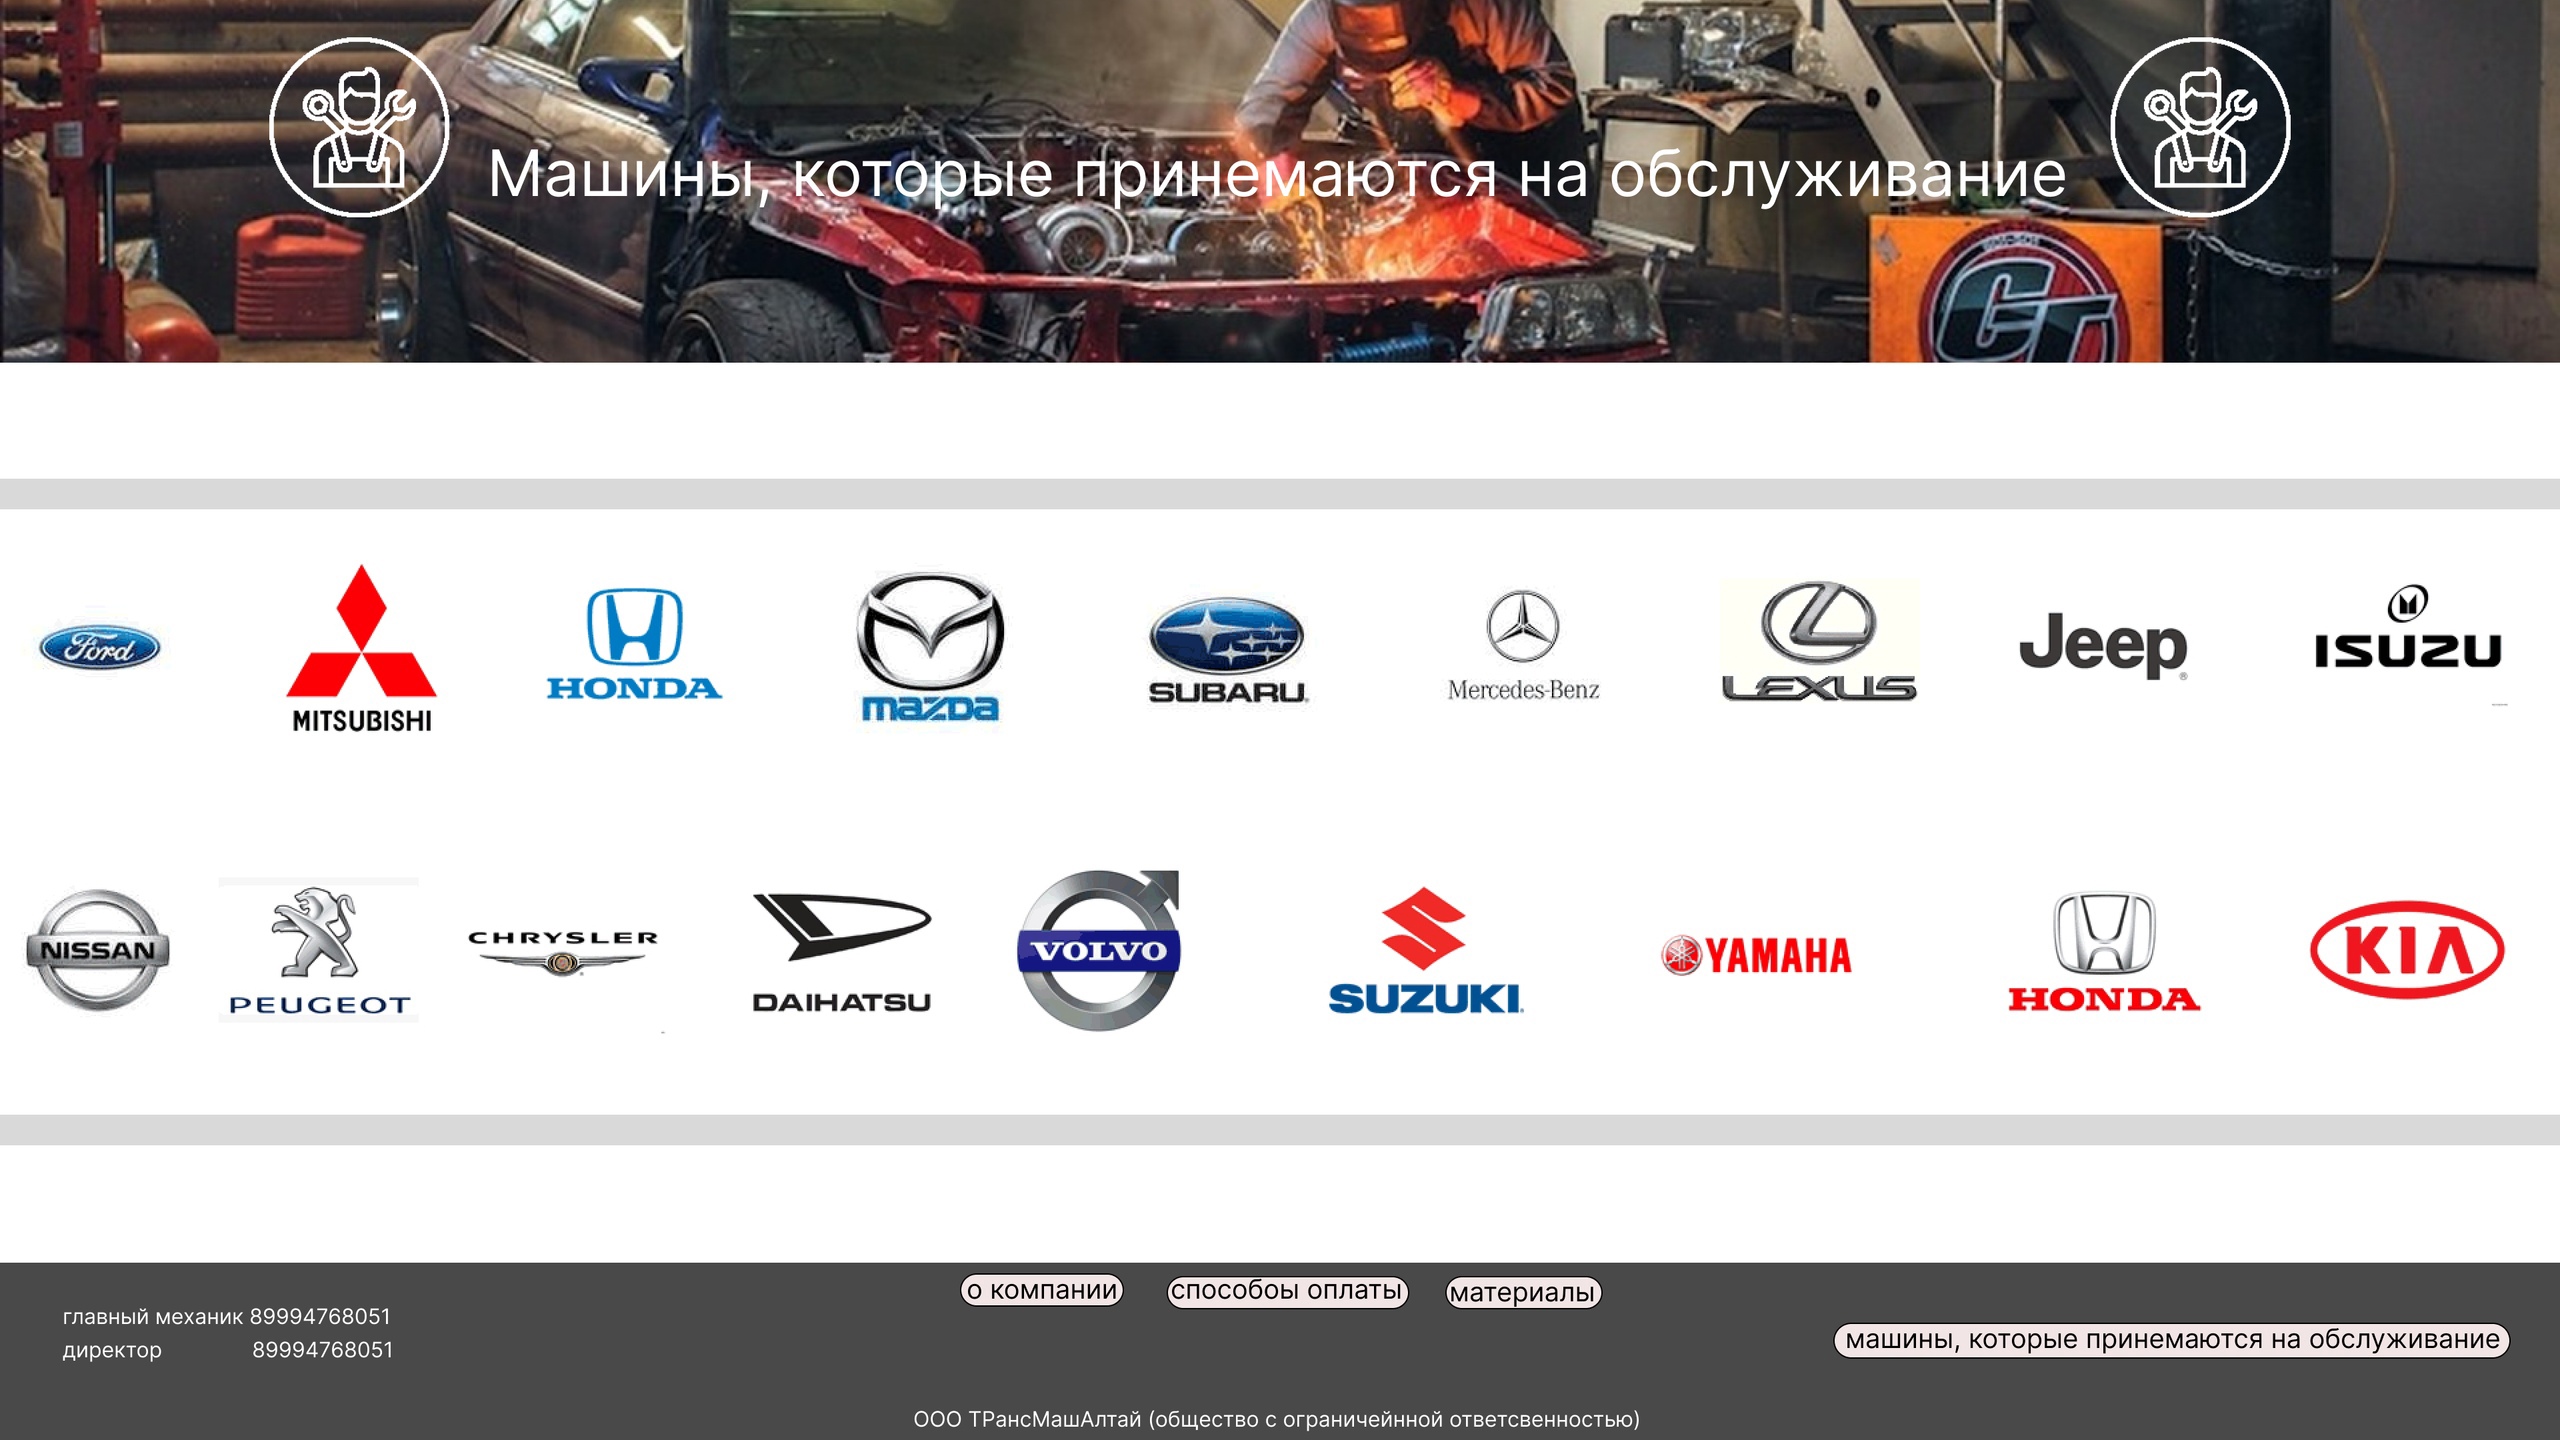 Машины, которые принемаются на обслуживание
GT
Ford
MITSUBISHI
HONDA
mazda
SUBARU
Mercedes-Benz
LEXUS
Jeep
ISUZU
NISSAN
PEUGEOT
CHRYSLER
DAIHATSU
VOLVO
SUZUKI
YAMAHA
HONDA
KIA
о компании
способоы оплаты
материалы
главный механик 89994768051
директор 89994768051
машины, которые принемаются на обслуживание
ООО ТРансМашАлтай (общество с ограничейнной ответсвенностью)